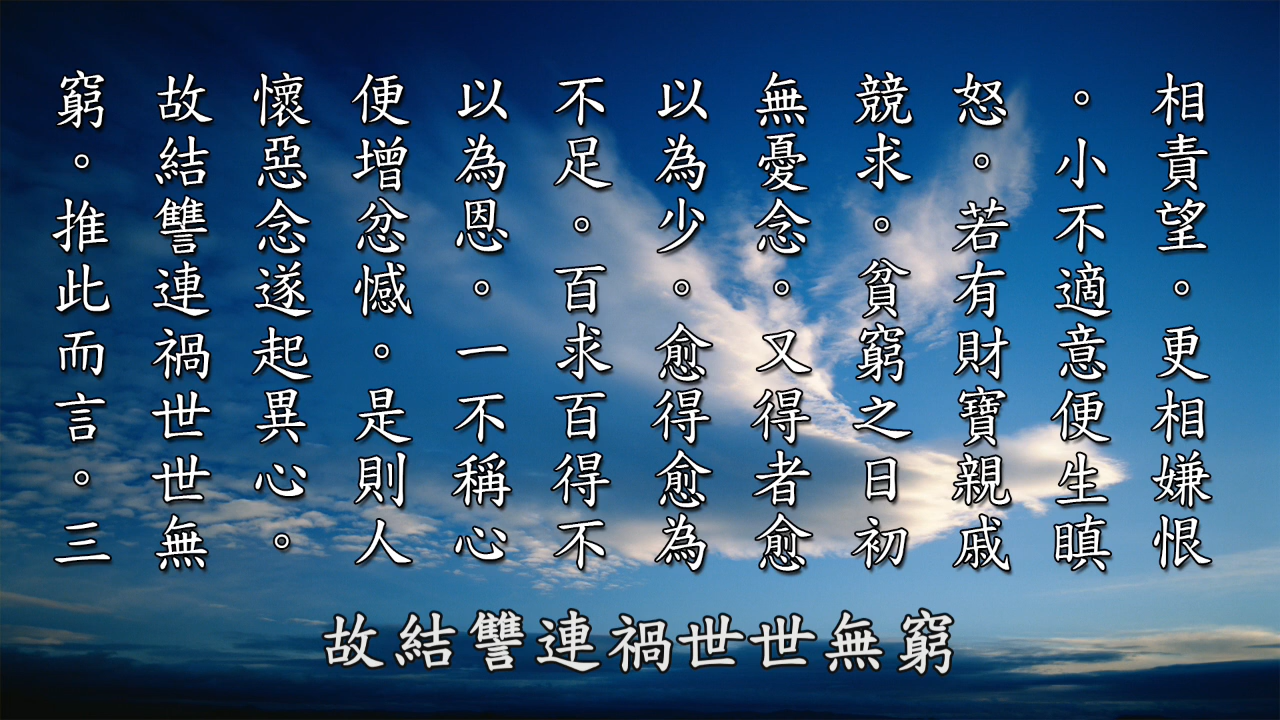 相責望。更相嫌恨
。小不適意便生瞋
怒。若有財寶親戚
競求。貧窮之日初
無憂念。又得者愈
以為少。愈得愈為
不足。百求百得不
以為恩。一不稱心
便增忿憾。是則人
懷惡念遂起異心。
故結讐連禍世世無
窮。推此而言。三
故結讐連禍世世無窮